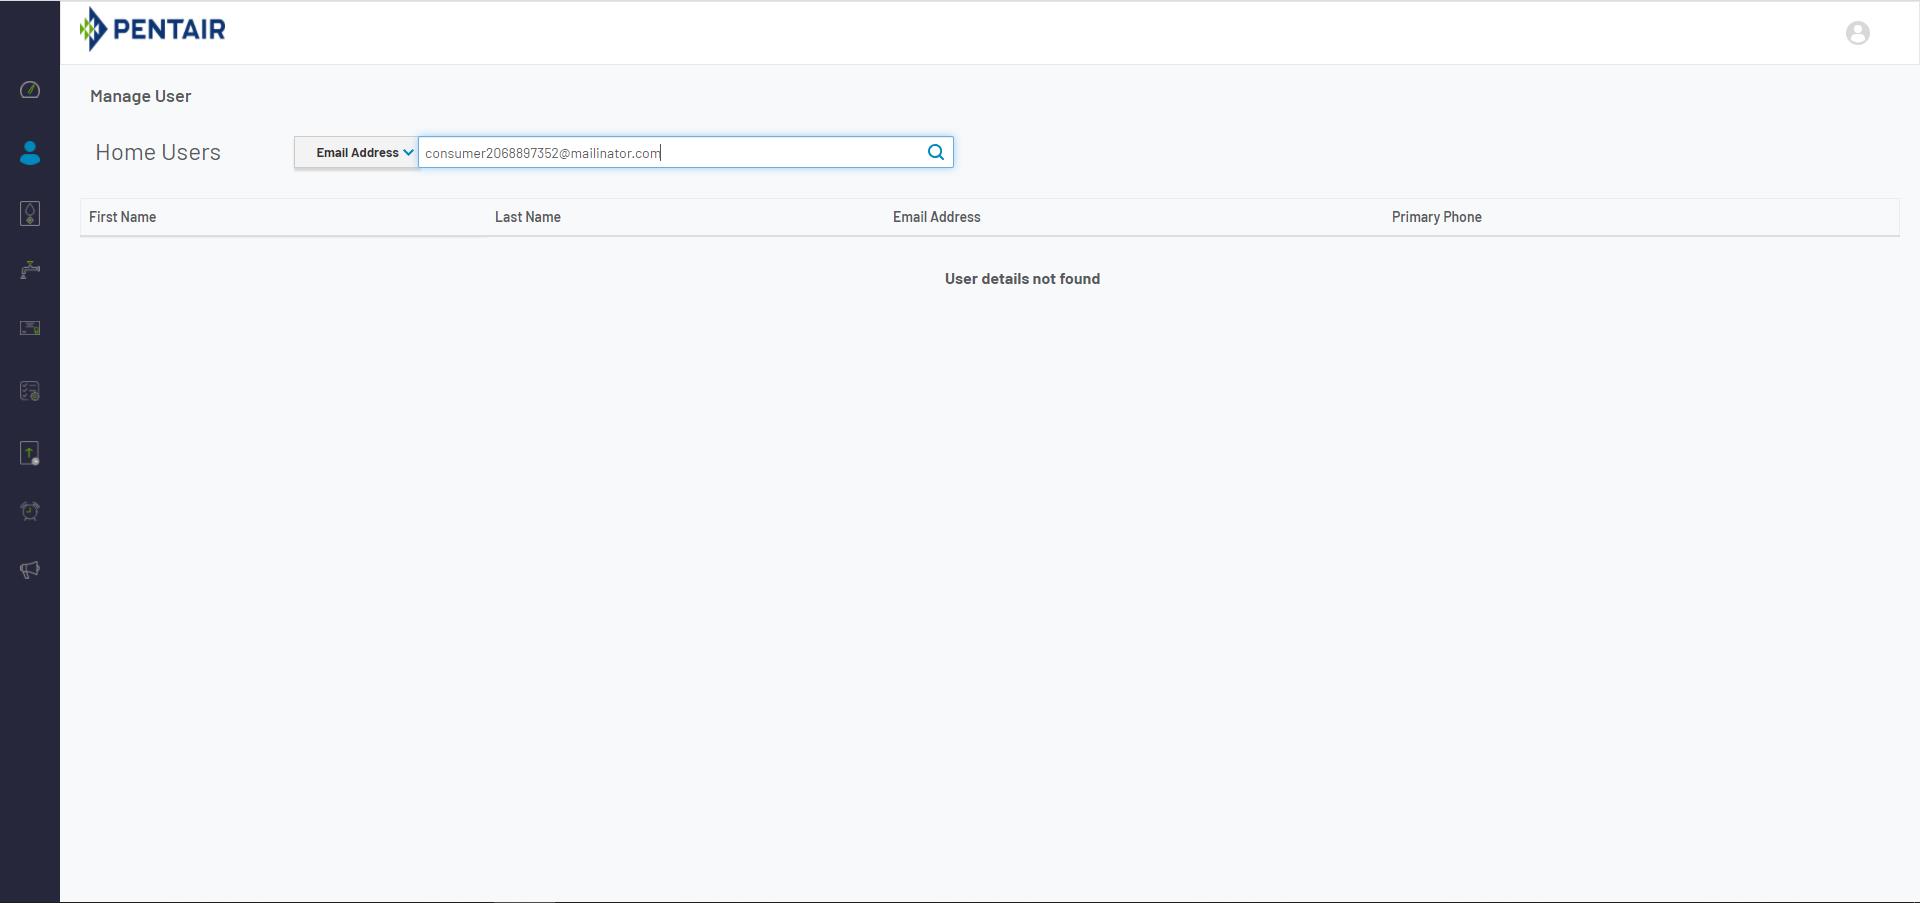 PENTAIR
Manage User
Home Users
Email Address
consumer2068897352@mailinator.com
First Name Last Name Email Address Primary Phone
User details not found